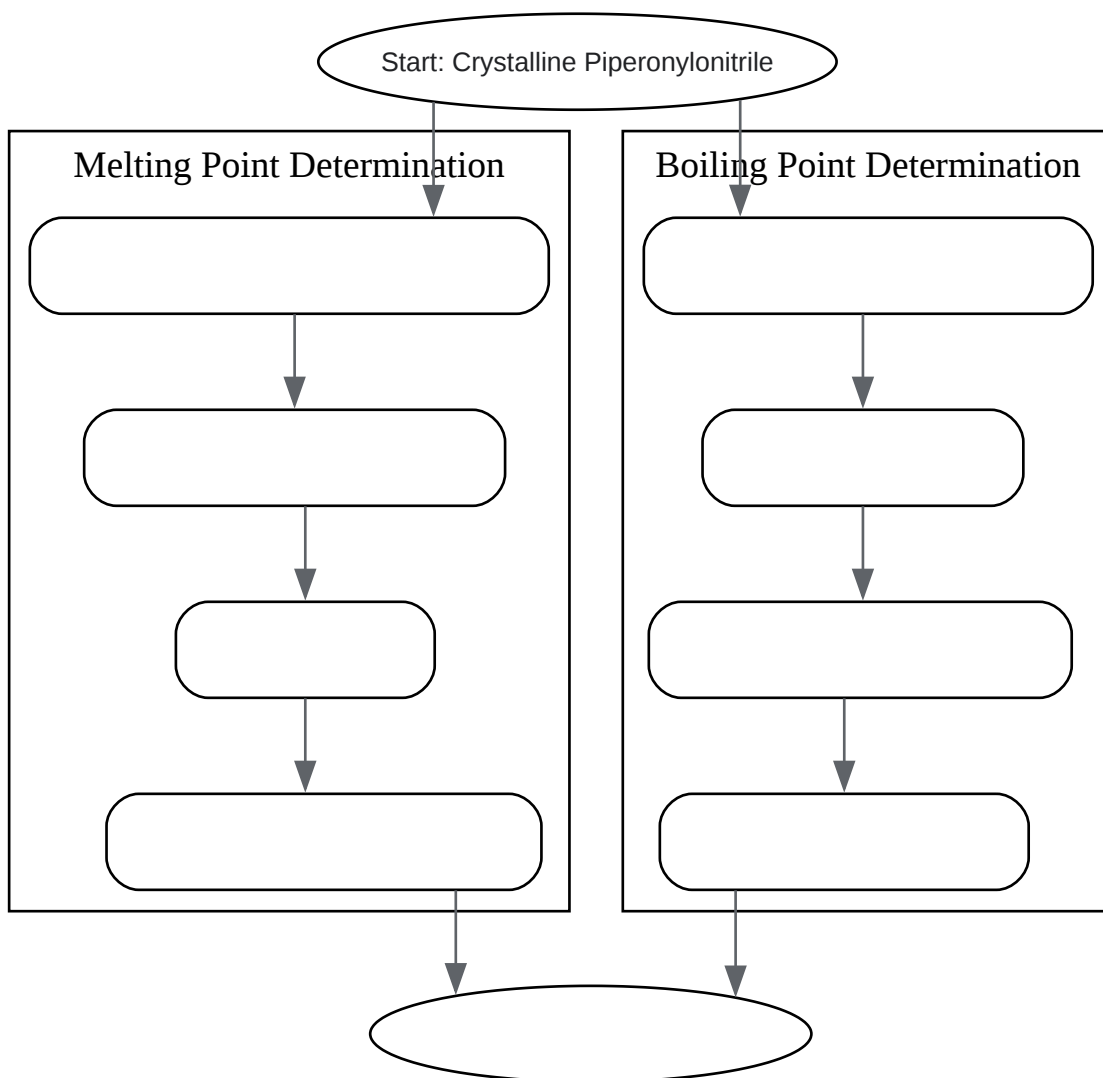 Start: Crystalline Piperonylonitrile
Melting Point Determination
Boiling Point Determination